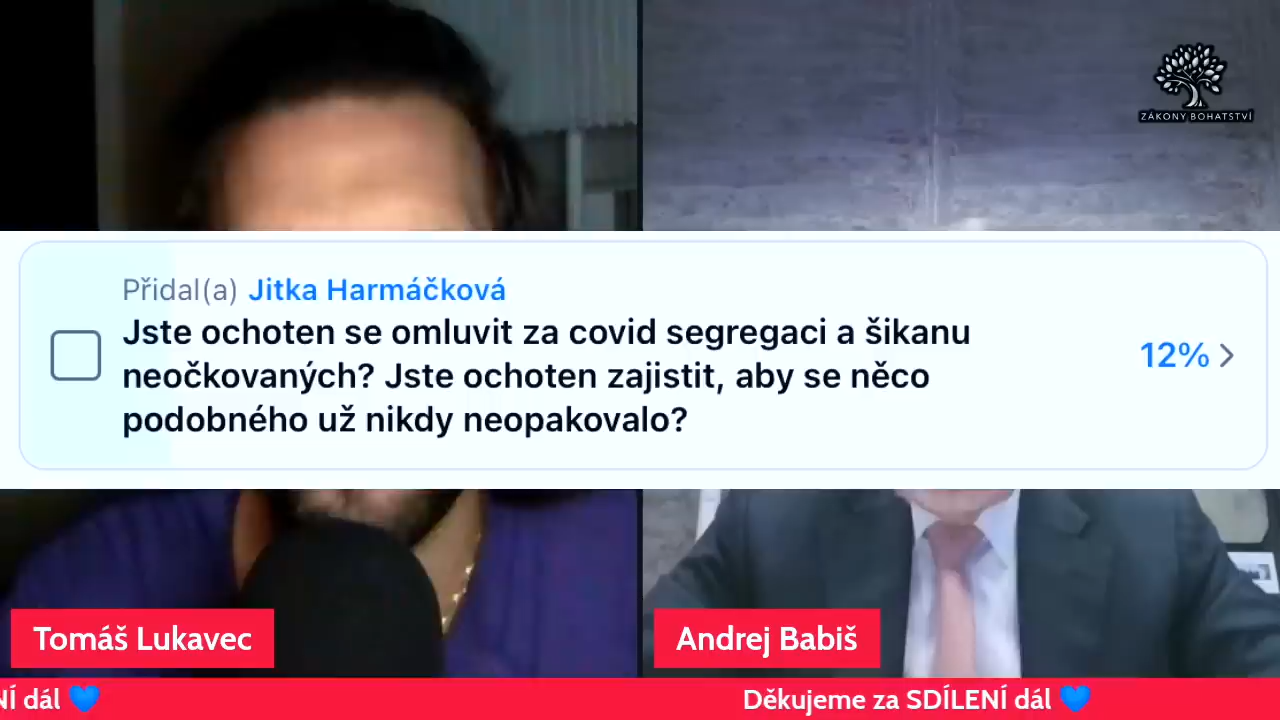 ZÁKONY BOHATSTVÍ
Přidal(a) Jitka Harmáčková
Jste ochoten se omluvit za covid segregaci a šikanu
neočkovaných? Jste ochoten zajistit, aby se něco
podobného už nikdy neopakovalo?
12%
Tomáš Lukavec
Andrej Babiš
NÍ dál 💙
Děkujeme za SDÍLENÍ dál 💙